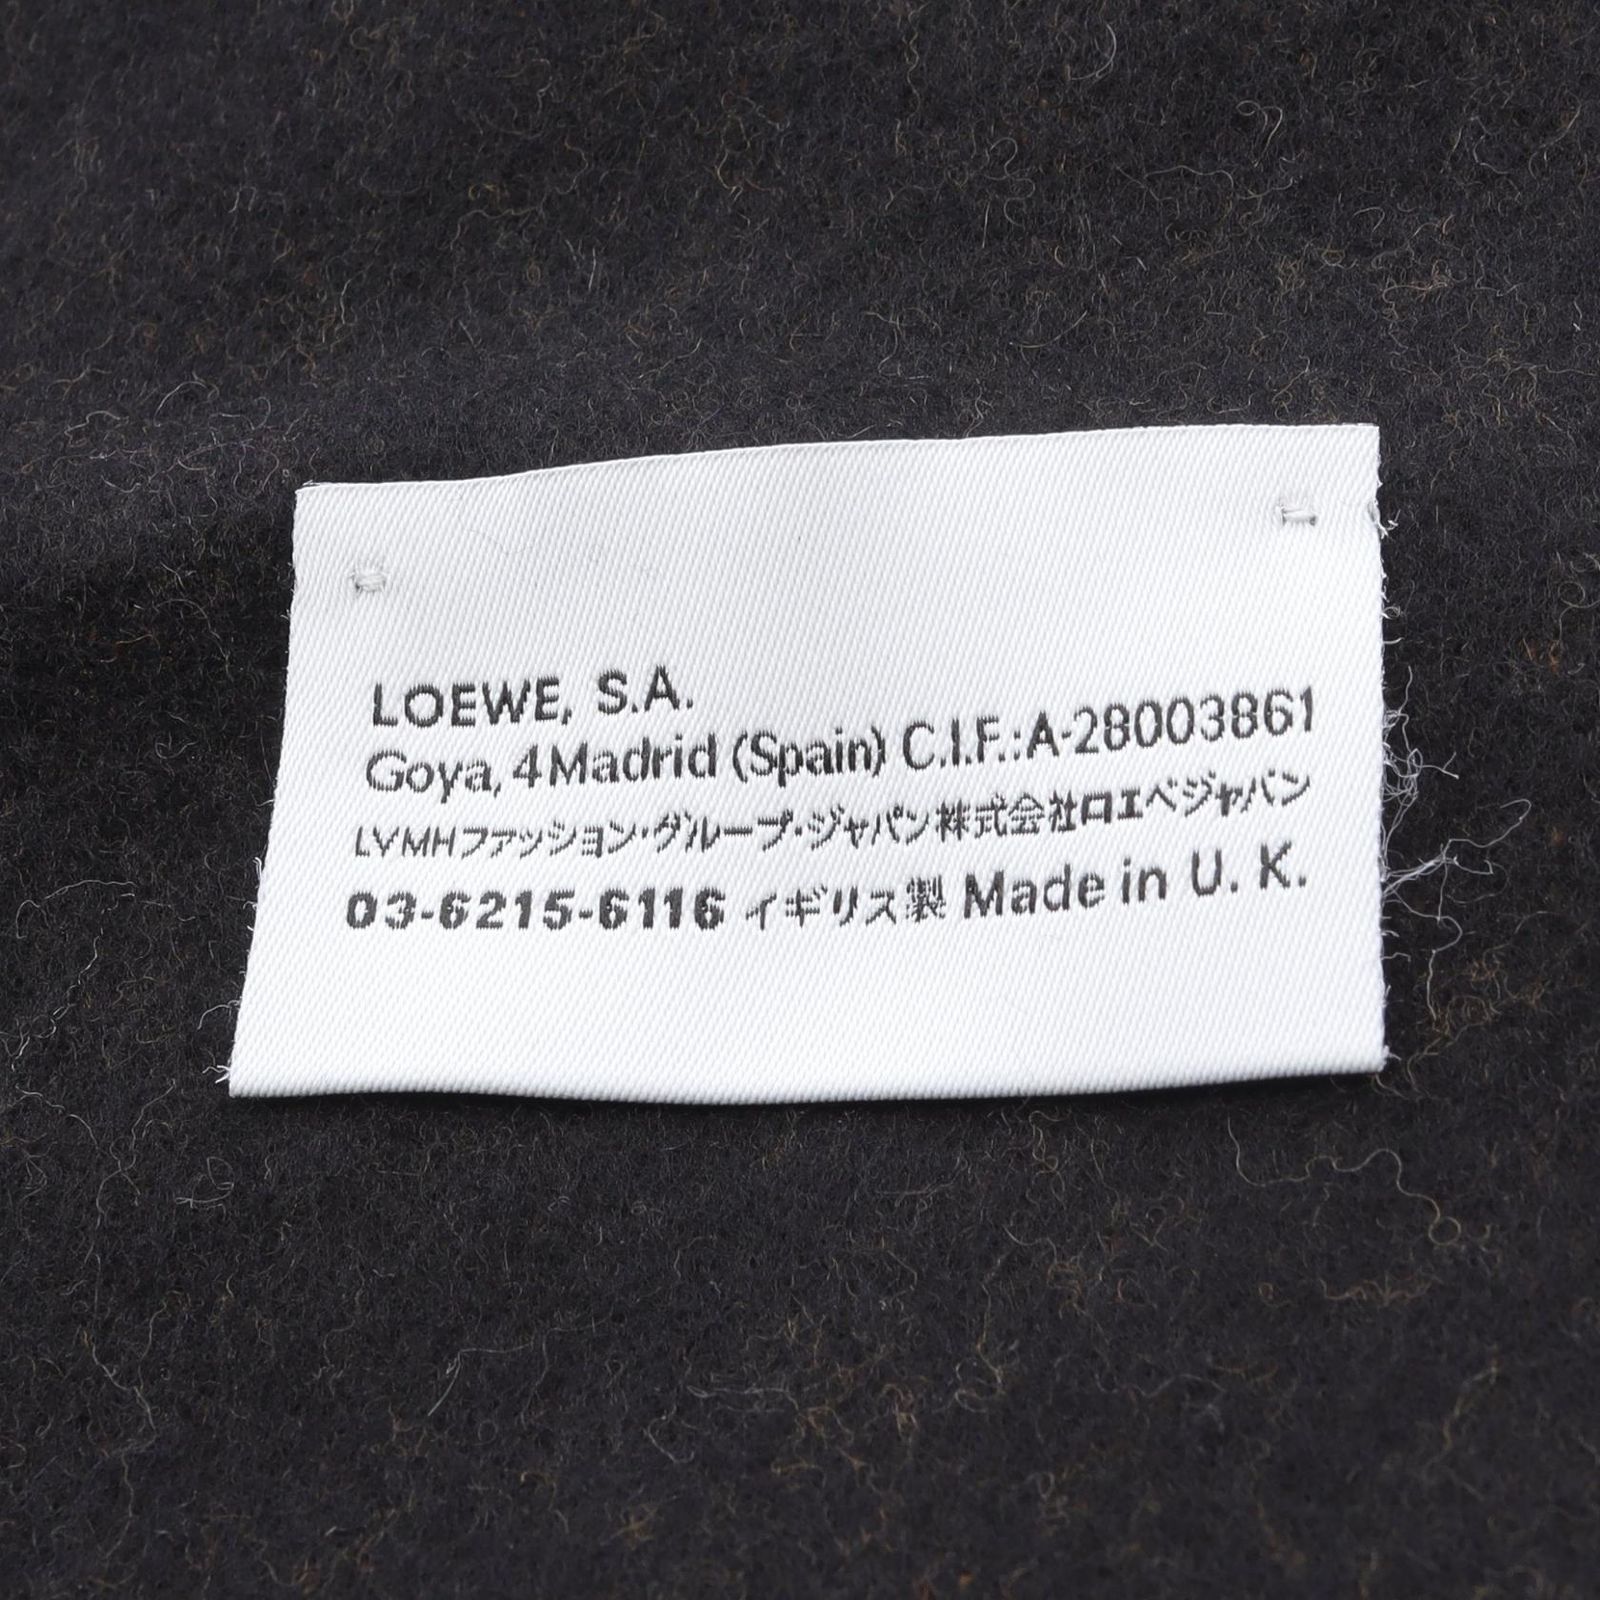 LOEWE, S.A.
Goya, 4 Madrid (Spain) C.I.F.: A-28003861
LVMHファッション・グループ・ジャパン株式会社ロエベジャパン
03-6215-6116 イギリス製 Made in U. K.